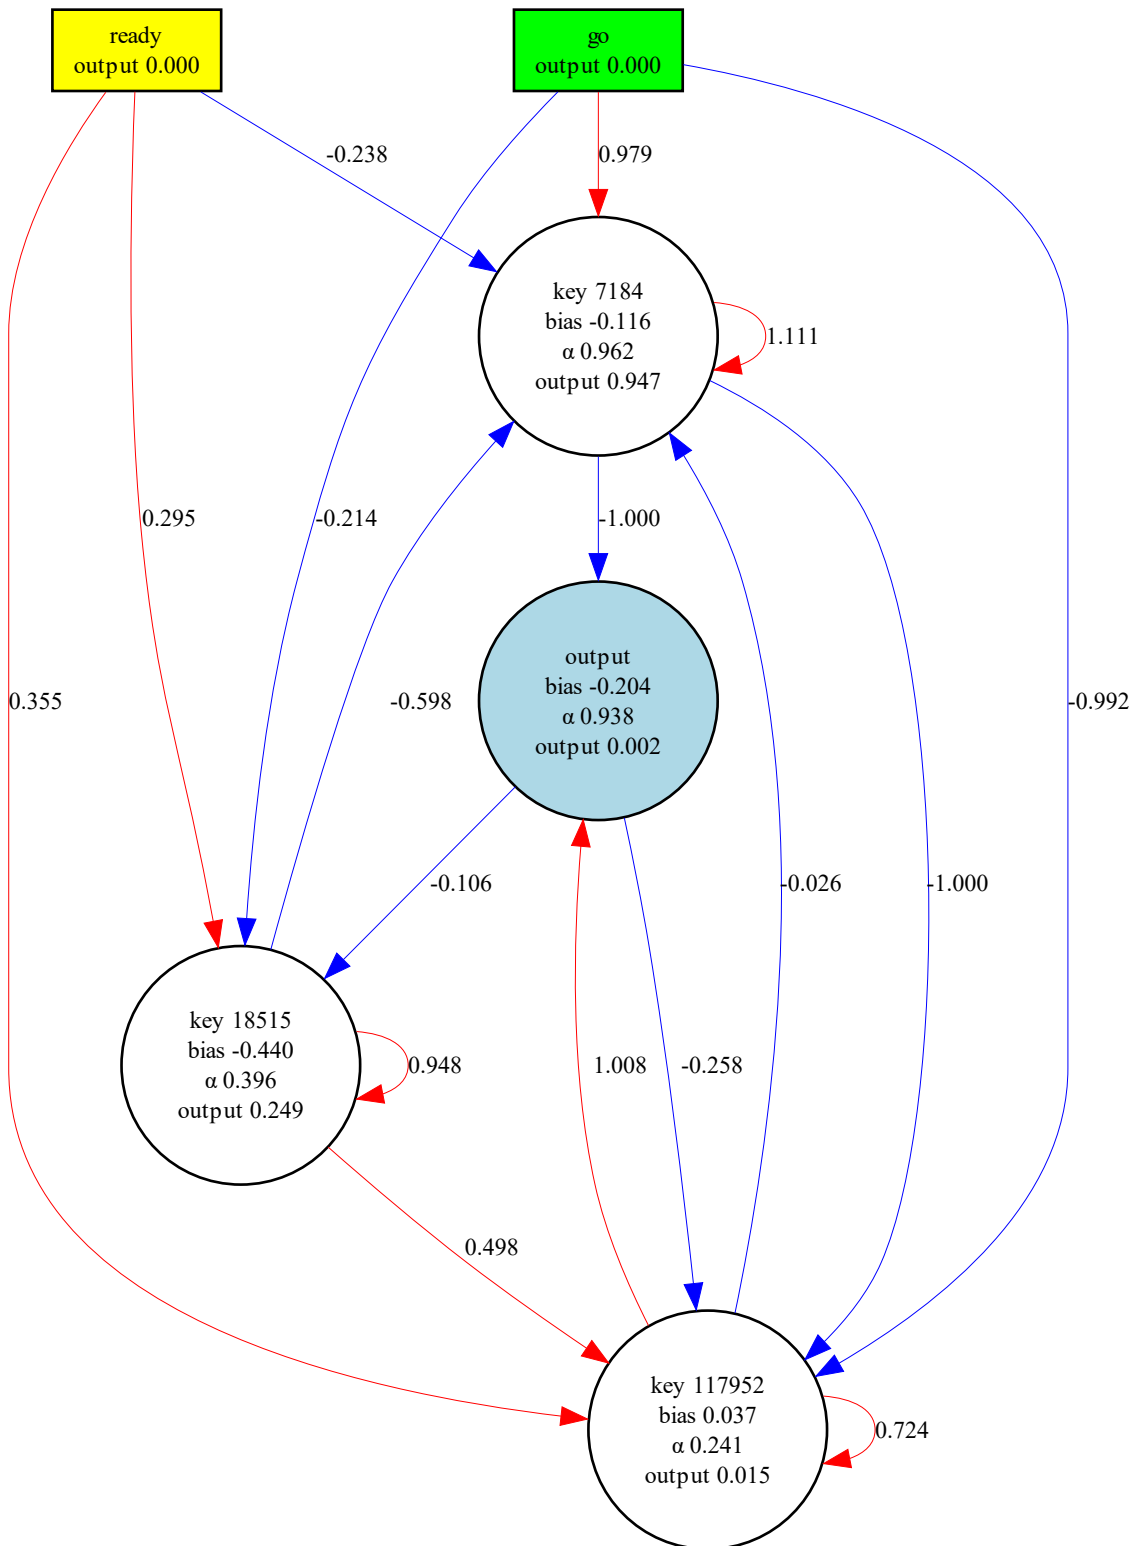 ready
output 0.000
go
output 0.000
-0.238
0.979
key 7184
bias -0.116
α 0.962
output 0.947
1.111
0.295
-0.214
-1.000
output
bias -0.204
α 0.938
output 0.002
0.355
-0.598
-0.992
-0.106
-0.026
-1.000
key 18515
bias -0.440
α 0.396
output 0.249
0.948
1.008
-0.258
0.498
key 117952
bias 0.037
α 0.241
output 0.015
0.724